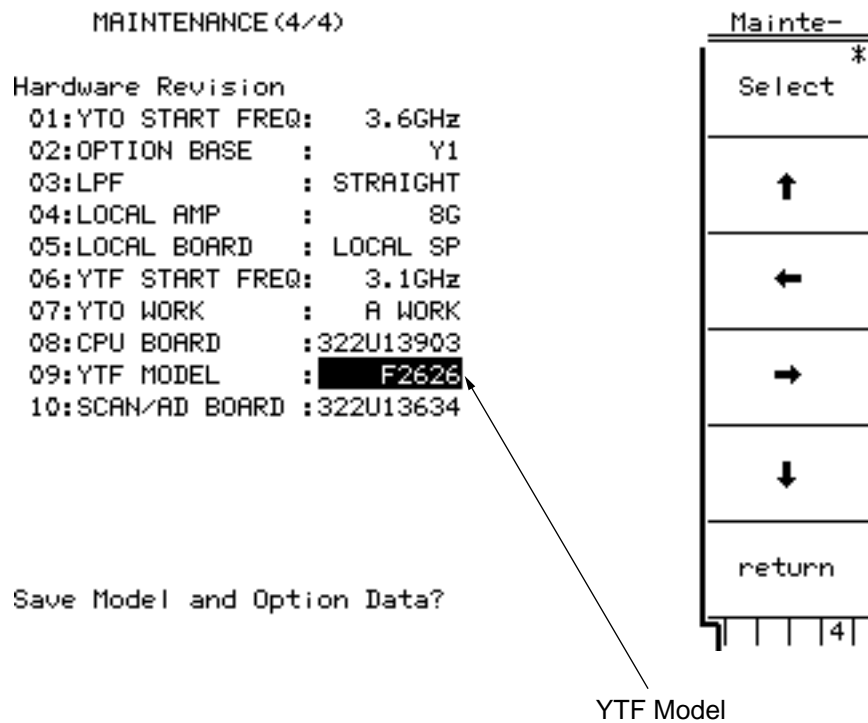 MAINTENANCE(4/4)
Hardware Revision
01:YTO START FREQ: 3.6GHz
02:OPTION BASE : Y1
03:LPF : STRAIGHT
04:LOCAL AMP : 8G
05:LOCAL BOARD : LOCAL SP
06:YTF START FREQ: 3.1GHz
07:YTO WORK : A WORK
08:CPU BOARD :322U13903
09:YTF MODEL : F2626
10:SCAN/AD BOARD :322U13634
Save Model and Option Data?
Mainte-
*
Select
↑
←
→
↓
return
4
YTF Model